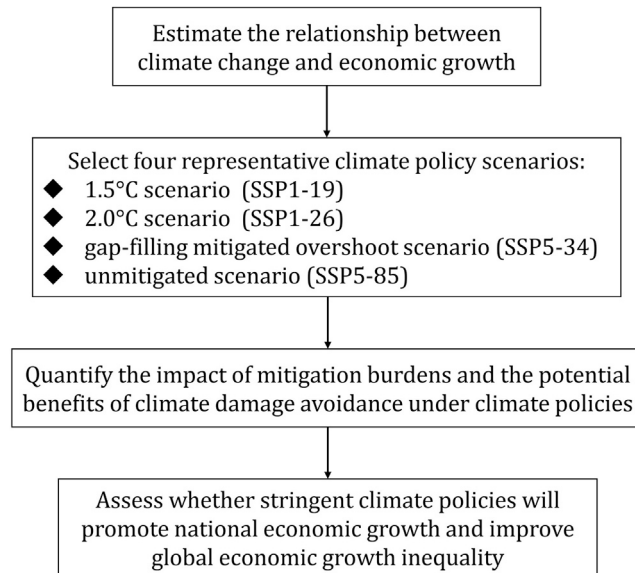 Estimate the relationship between
climate change and economic growth
Select four representative climate policy scenarios:
◆ 1.5°C scenario (SSP1-19)
◆ 2.0°C scenario (SSP1-26)
◆ gap-filling mitigated overshoot scenario (SSP5-34)
◆ unmitigated scenario (SSP5-85)
Quantify the impact of mitigation burdens and the potential
benefits of climate damage avoidance under climate policies
Assess whether stringent climate policies will
promote national economic growth and improve
global economic growth inequality